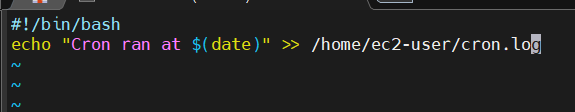 #!/bin/bash
echo "Cron ran at $(date)" >> /home/ec2-user/cron.log
~
~
~